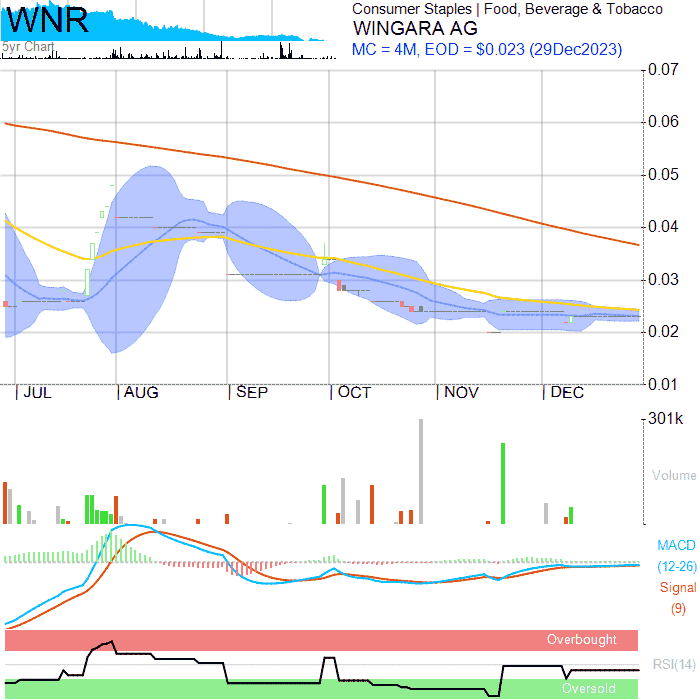 WNR
5yr Chart
Consumer Staples | Food, Beverage & Tobacco
WINGARA AG
MC = 4M, EOD = $0.023 (29Dec2023)
0.07
0.06
0.05
0.04
0.03
0.02
0.01
JUL AUG SEP OCT NOV DEC
301k
Volume
MACD
(12-26)
Signal
(9)
Overbought
RSI(14)
Oversold